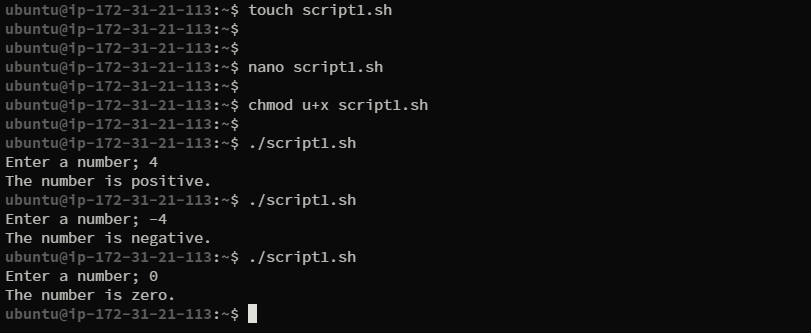 ubuntu@ip-172-31-21-113:~$ touch script1.sh
ubuntu@ip-172-31-21-113:~$
ubuntu@ip-172-31-21-113:~$
ubuntu@ip-172-31-21-113:~$ nano script1.sh
ubuntu@ip-172-31-21-113:~$
ubuntu@ip-172-31-21-113:~$ chmod u+x script1.sh
ubuntu@ip-172-31-21-113:~$
ubuntu@ip-172-31-21-113:~$ ./script1.sh
Enter a number; 4
The number is positive.
ubuntu@ip-172-31-21-113:~$ ./script1.sh
Enter a number; -4
The number is negative.
ubuntu@ip-172-31-21-113:~$ ./script1.sh
Enter a number; 0
The number is zero.
ubuntu@ip-172-31-21-113:~$